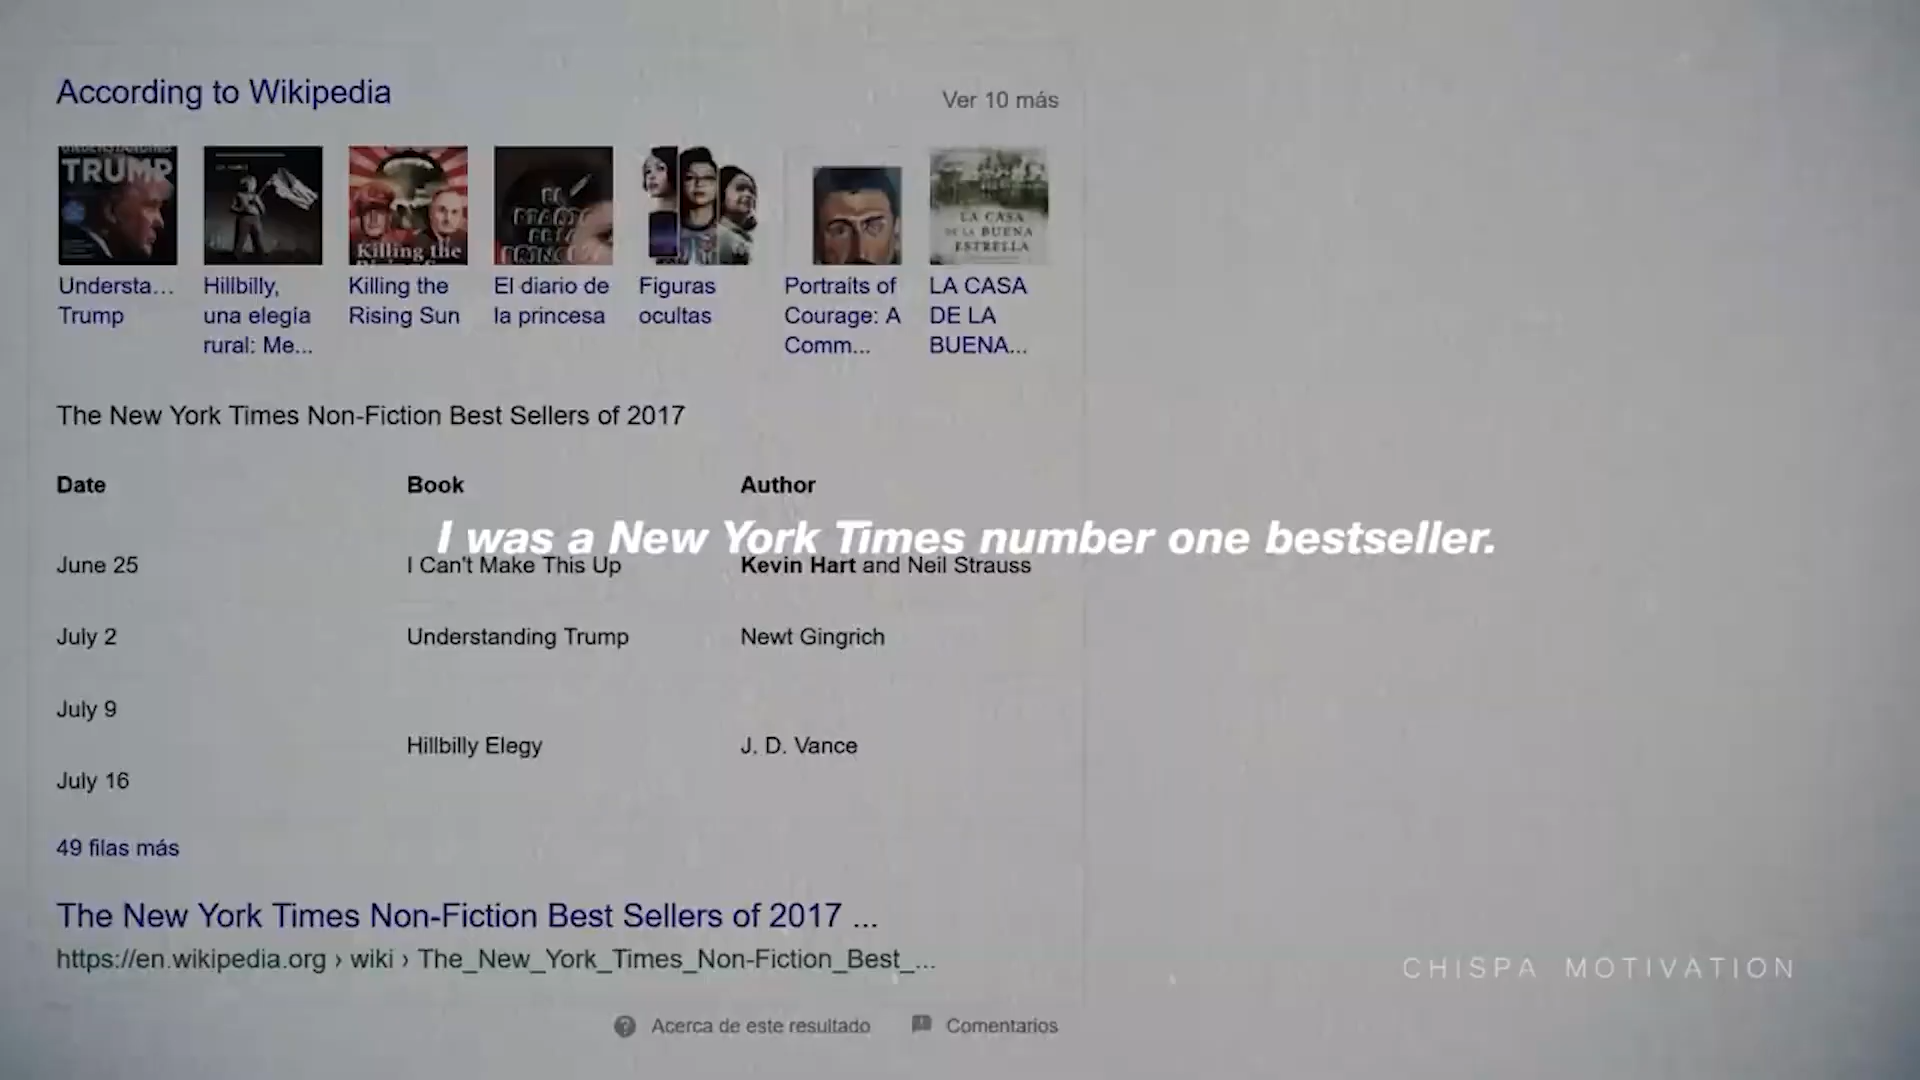 According to Wikipedia
Ver 10 más
UNDERSTANDING
TRUMP
Killing the
LA CASA
DE LA BUENA
ESTRELLA
Understa...
Trump
Hillbilly,
una elegía
rural: Me...
Killing the
Rising Sun
El diario de
la princesa
Figuras
ocultas
Portraits of
Courage: A
Comm...
LA CASA
DE LA
BUENA...
The New York Times Non-Fiction Best Sellers of 2017
Date Book Author
I was a New York Times number one bestseller.
June 25 I Can't Make This Up Kevin Hart and Neil Strauss
July 2 Understanding Trump Newt Gingrich
July 9
Hillbilly Elegy J. D. Vance
July 16
49 filas más
The New York Times Non-Fiction Best Sellers of 2017 ...
https://en.wikipedia.org › wiki › The_New_York_Times_Non-Fiction_Best_...
CHISPA MOTIVATION
Acerca de este resultado Comentarios